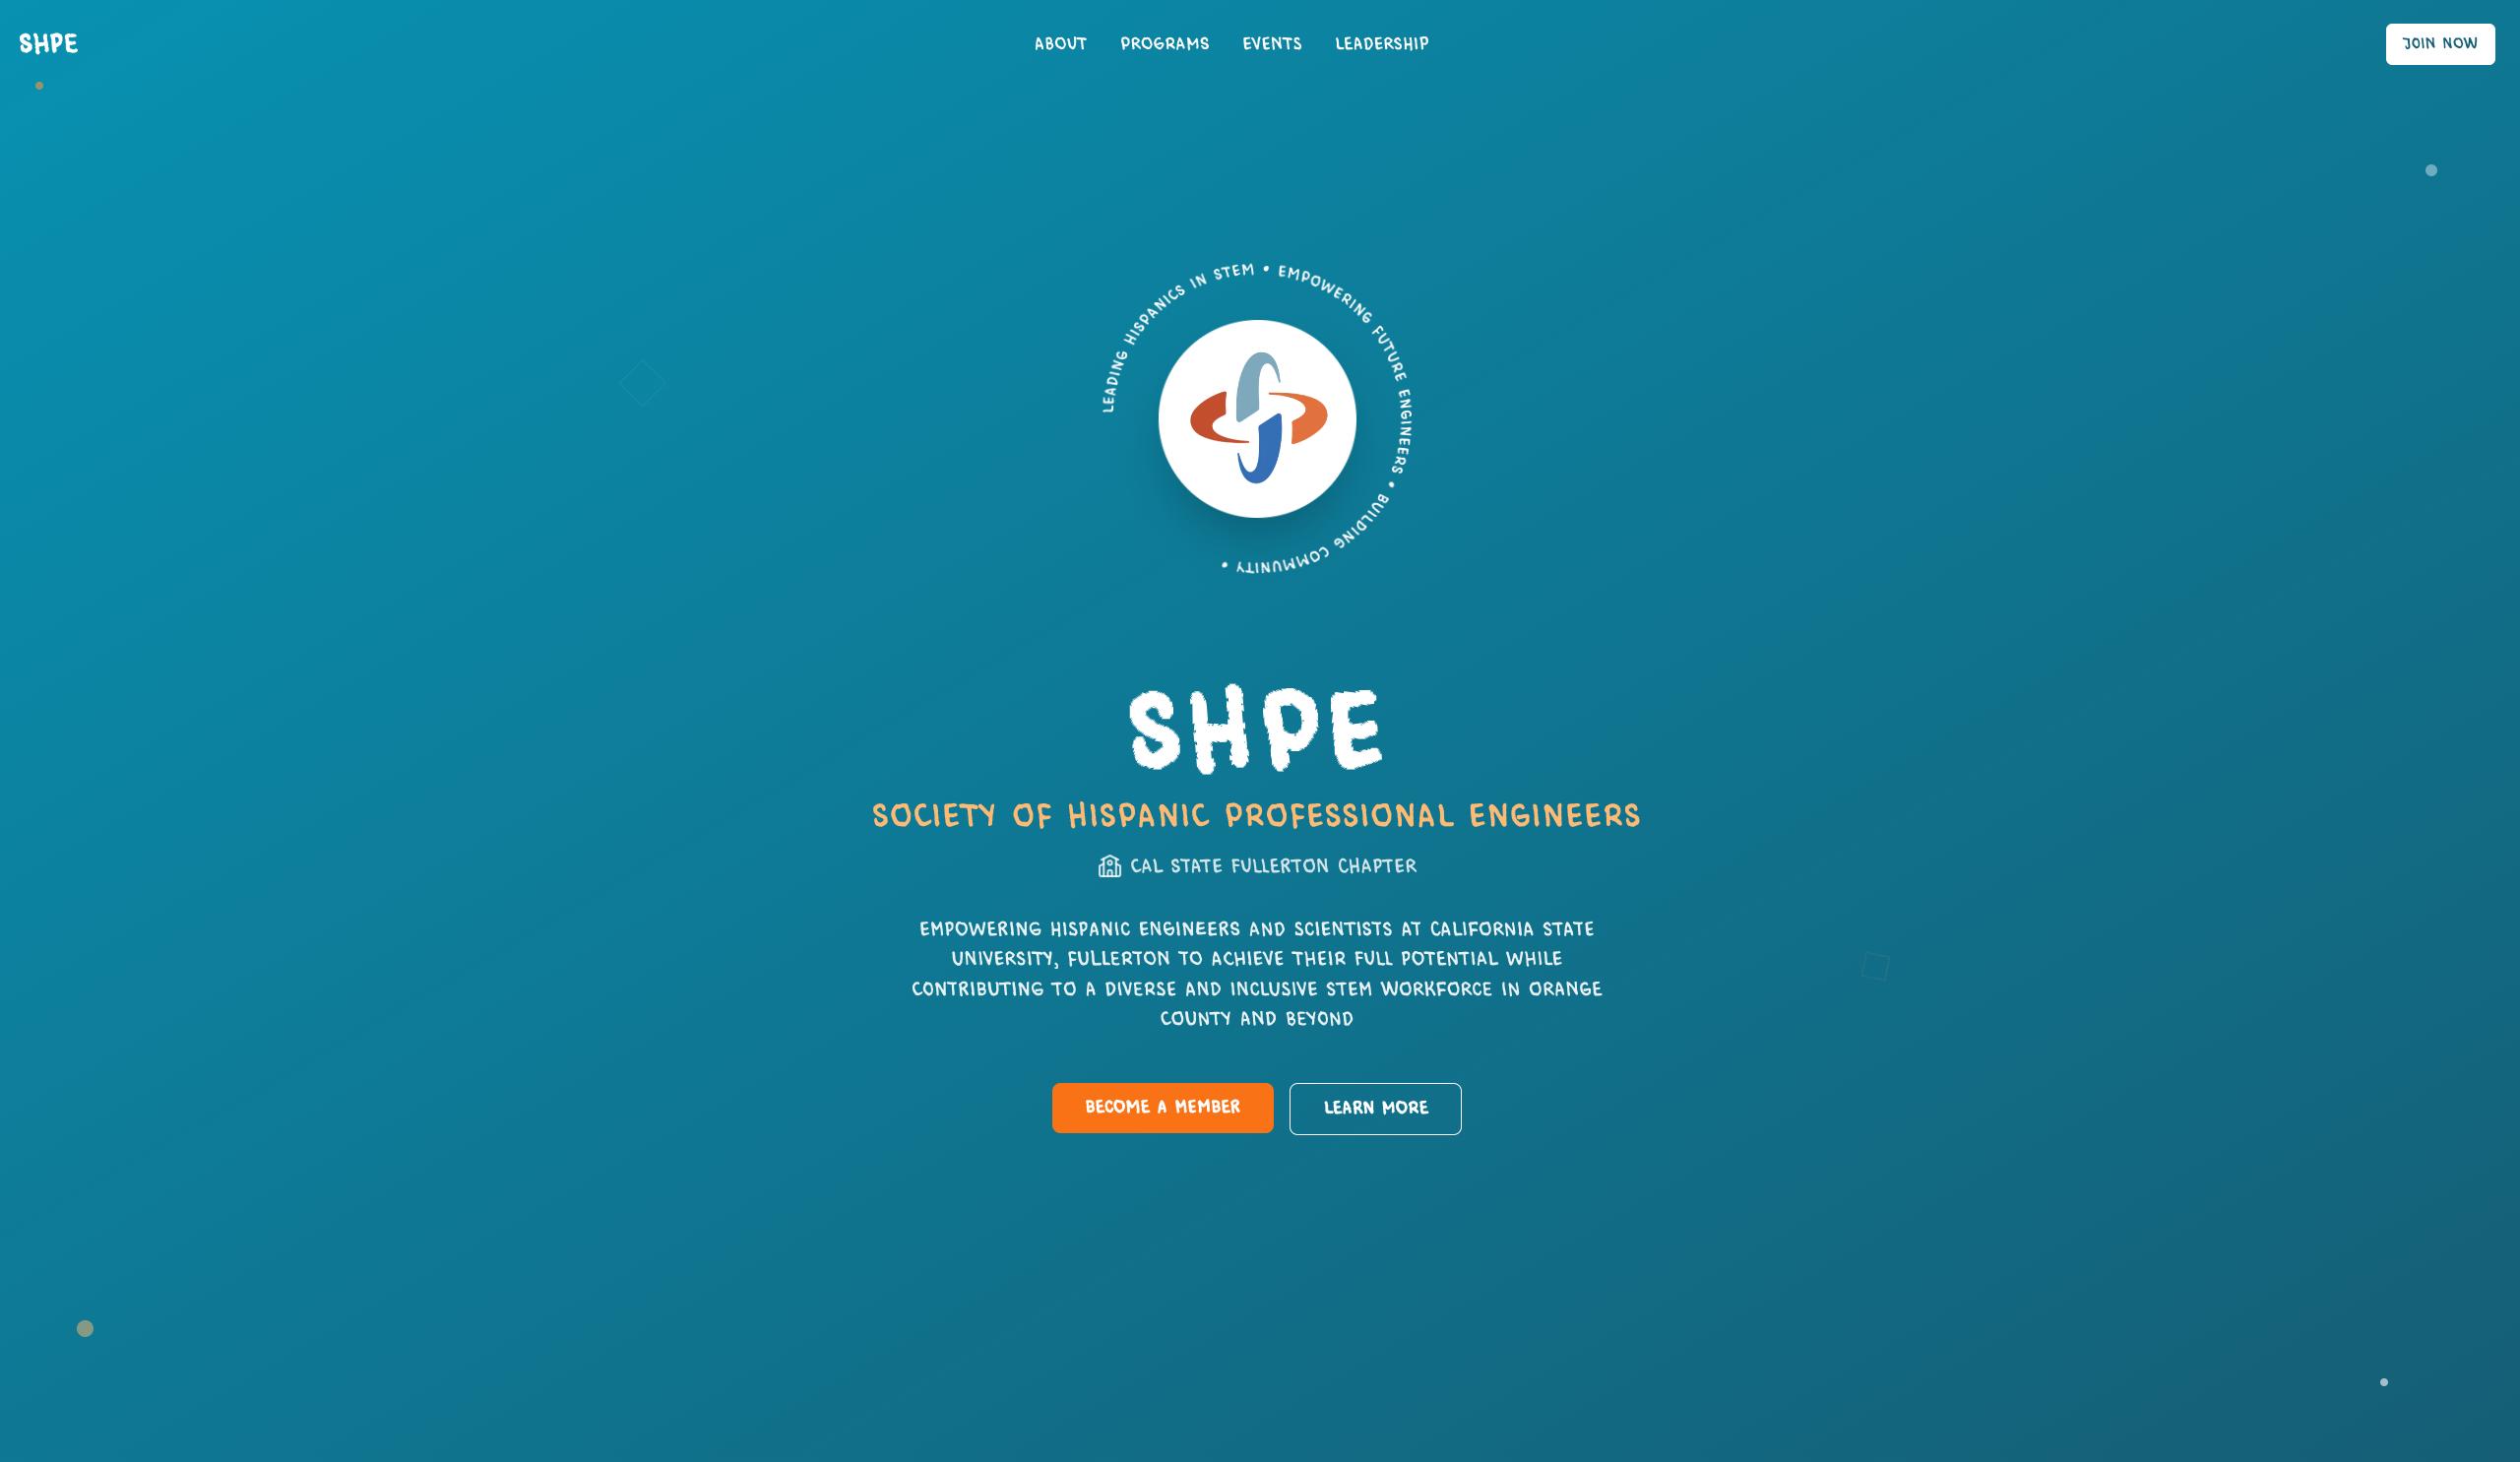 SHPE
ABOUT
PROGRAMS
EVENTS
LEADERSHIP
JOIN NOW
LEADING HISPANICS IN STEM • EMPOWERING FUTURE ENGINEERS • BUILDING COMMUNITY •
SHPE
SOCIETY OF HISPANIC PROFESSIONAL ENGINEERS
CAL STATE FULLERTON CHAPTER
EMPOWERING HISPANIC ENGINEERS AND SCIENTISTS AT CALIFORNIA STATE
UNIVERSITY, FULLERTON TO ACHIEVE THEIR FULL POTENTIAL WHILE
CONTRIBUTING TO A DIVERSE AND INCLUSIVE STEM WORKFORCE IN ORANGE
COUNTY AND BEYOND
BECOME A MEMBER
LEARN MORE